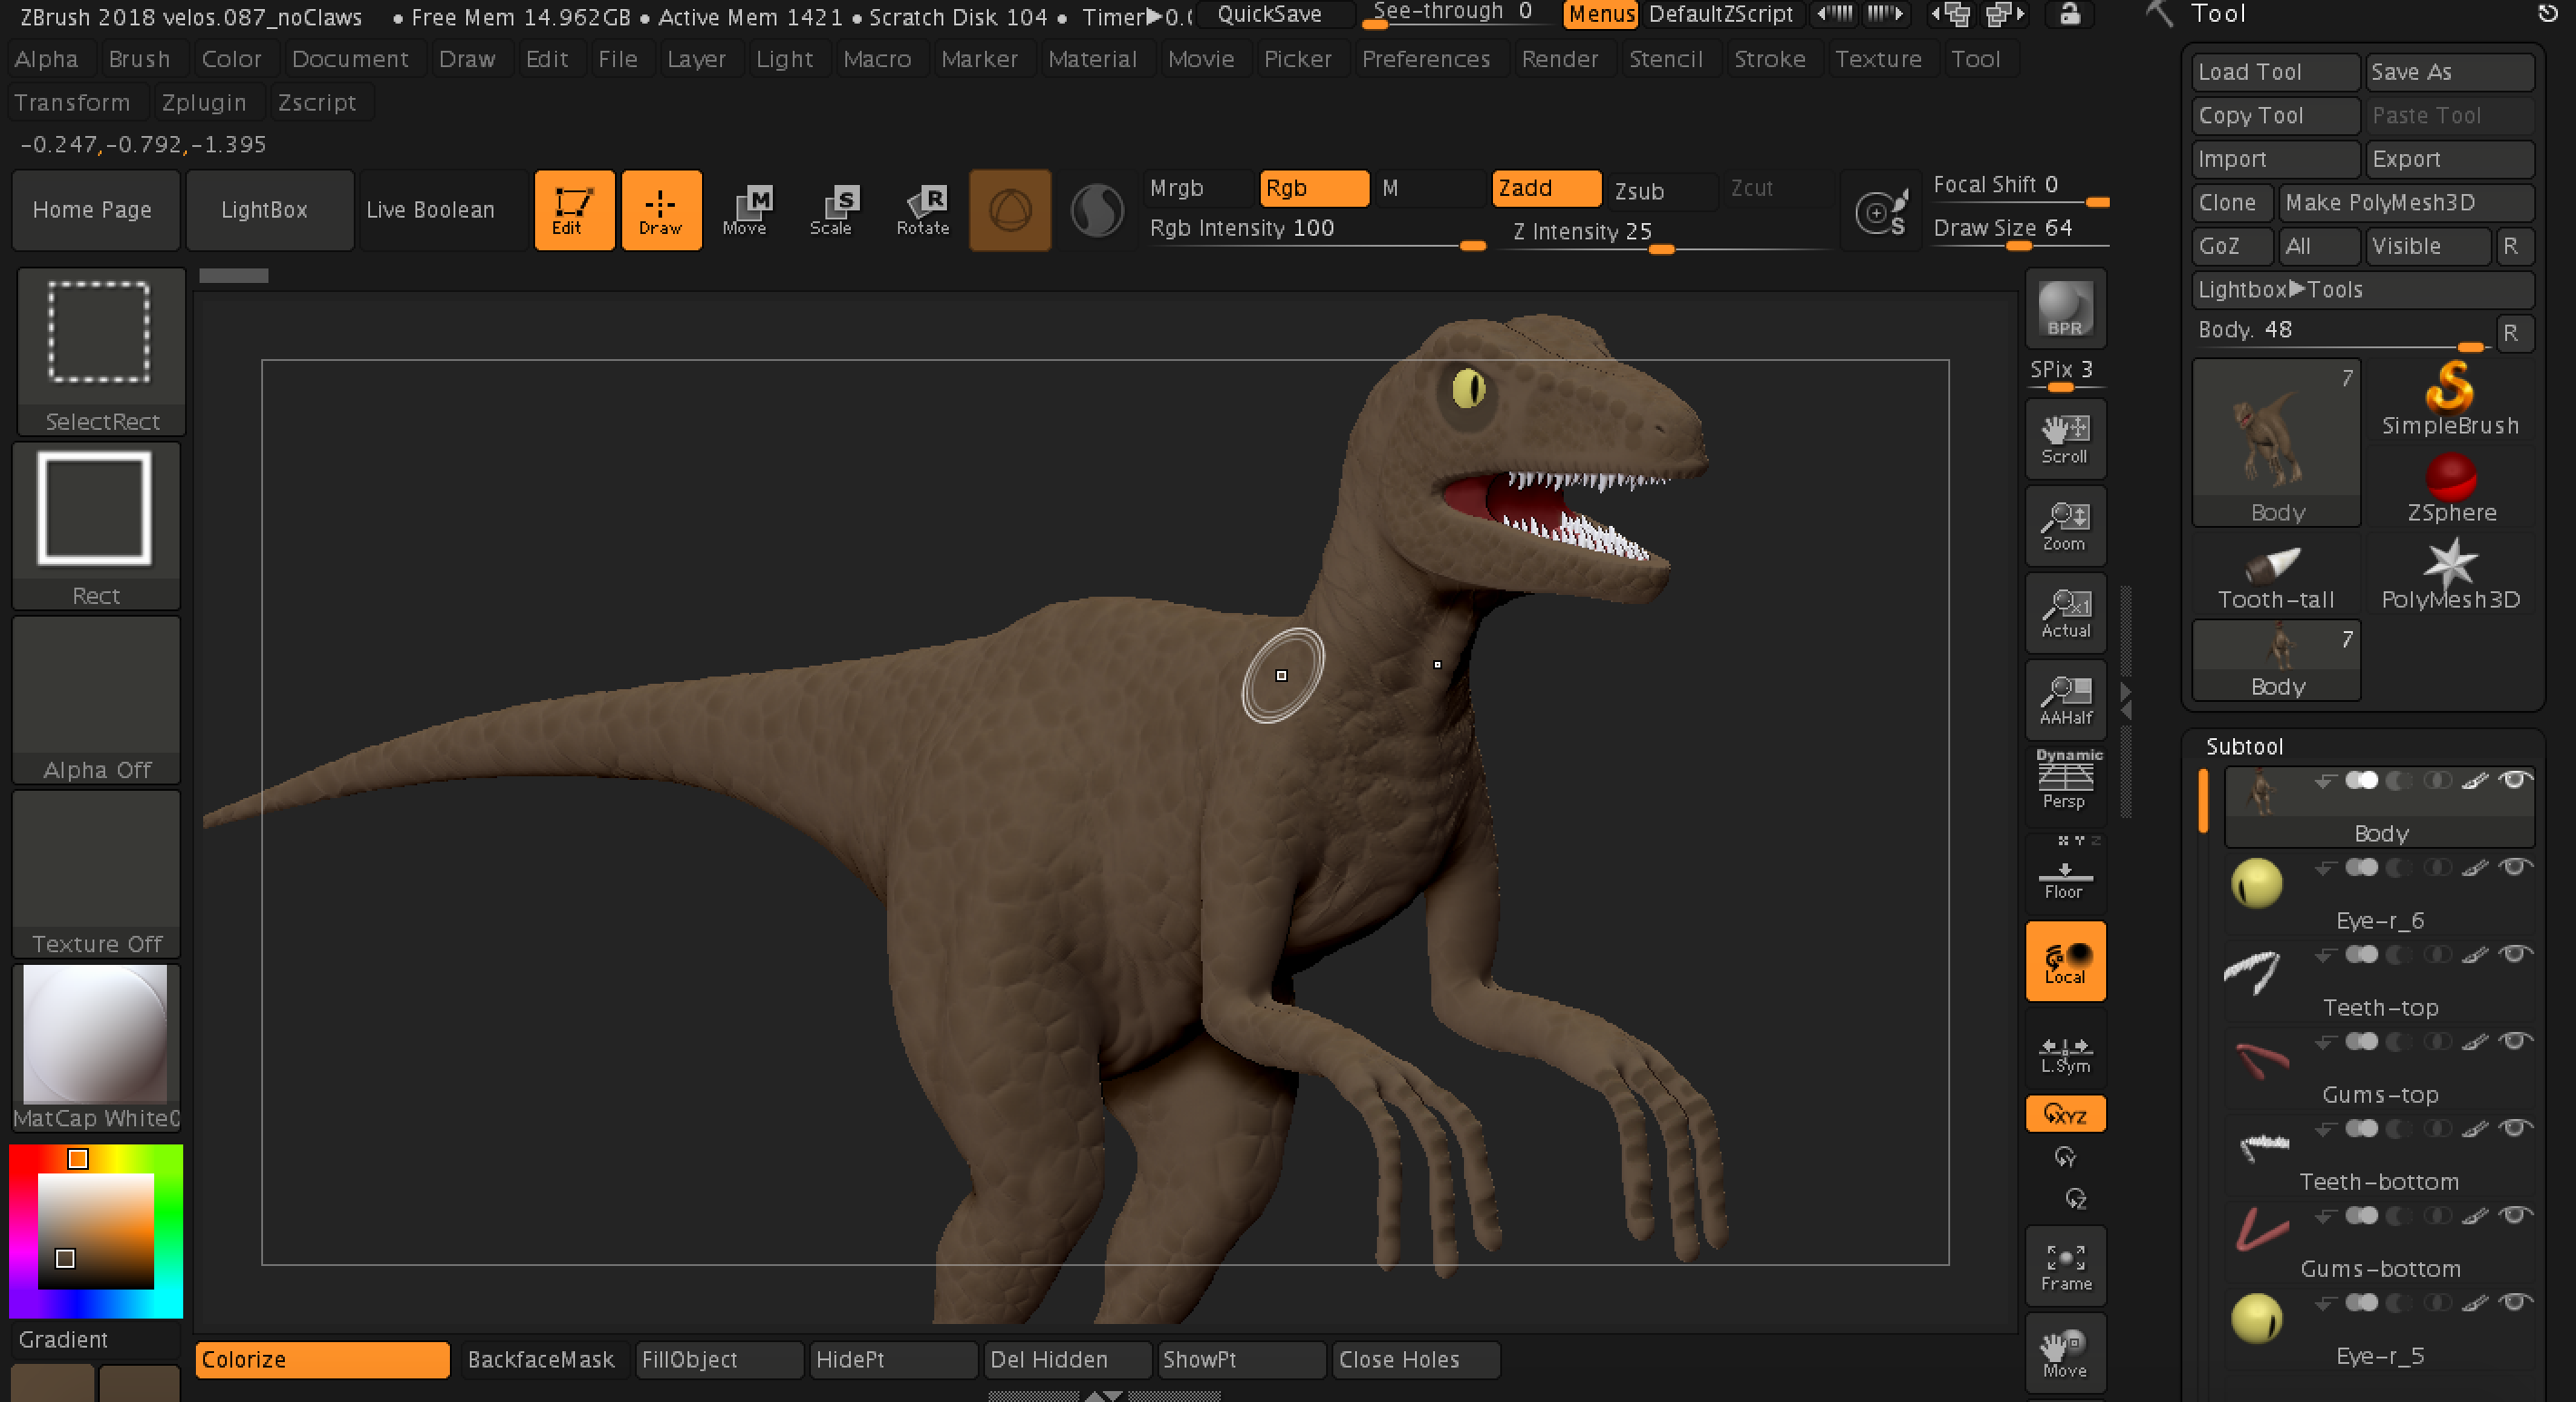 ZBrush 2018 velos.087_noClaws • Free Mem 14.962GB • Active Mem 1421 • Scratch Disk 104 • Timer▶0.0 QuickSave See-through 0 Menus DefaultZScript
Tool
Alpha Brush Color Document Draw Edit File Layer Light Macro Marker Material Movie Picker Preferences Render Stencil Stroke Texture Tool
Transform Zplugin Zscript
-0.247,-0.792,-1.395
Home Page LightBox Live Boolean Edit Draw Move Scale Rotate
M S R
Mrgb Rgb M Zadd Zsub Zcut
Rgb Intensity 100 Z Intensity 25
S
Focal Shift 0
Draw Size 64
SelectRect
Rect
Alpha Off
Texture Off
MatCap White0
Gradient
Colorize BackfaceMask FillObject HidePt Del Hidden ShowPt Close Holes
BPR
SPix 3
Scroll
Zoom
x1
Actual
AAHalf
Dynamic
Persp
X Y Z
Floor
Local
L.Sym
XYZ
Y
Z
Frame
Move
Load Tool Save As
Copy Tool Paste Tool
Import Export
Clone Make PolyMesh3D
GoZ All Visible R
Lightbox▶Tools
Body. 48 R
7
Body
SimpleBrush
ZSphere
Tooth-tall
PolyMesh3D
7
Body
Subtool
Body
Eye-r_6
Teeth-top
Gums-top
Teeth-bottom
Gums-bottom
Eye-r_5